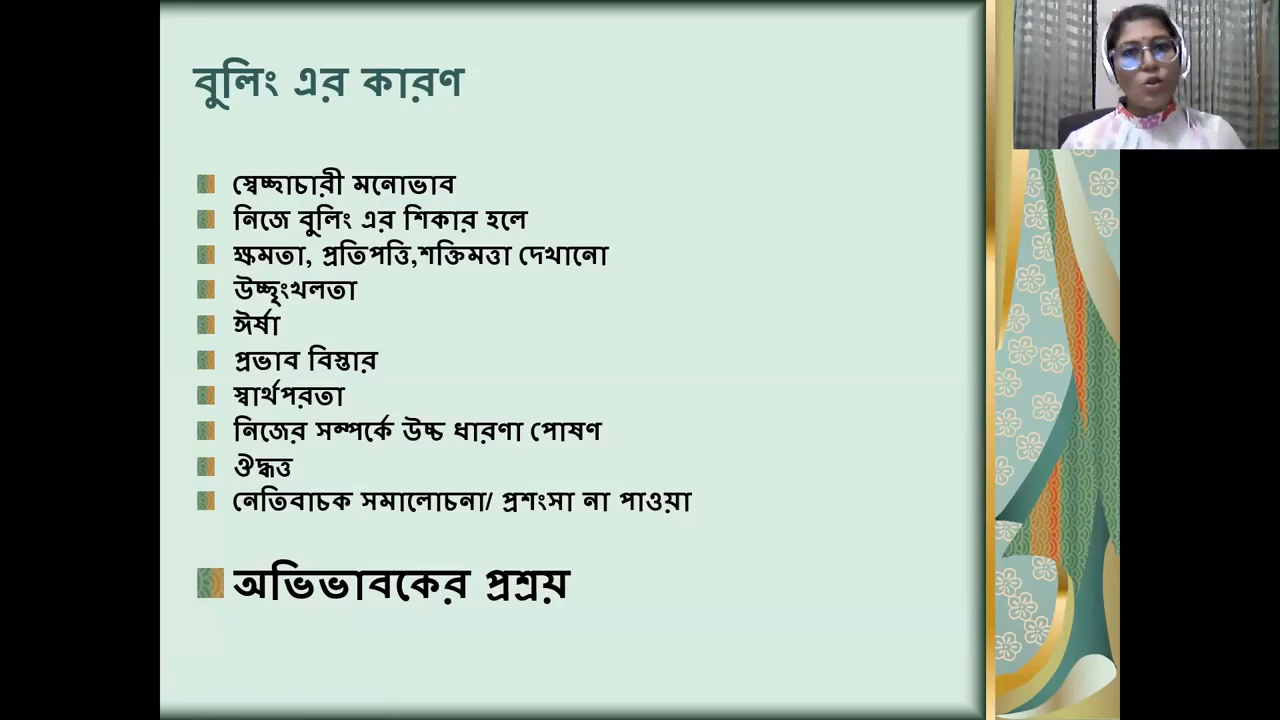 বুলিং এর কারণ
স্বেচ্ছাচারী মনোভাব
নিজে বুলিং এর শিকার হলে
ক্ষমতা, প্রতিপত্তি,শক্তিমত্তা দেখানো
উচ্ছৃংখলতা
ঈর্ষা
প্রভাব বিস্তার
স্বার্থপরতা
নিজের সম্পর্কে উচ্চ ধারণা পোষণ
ঔদ্ধত্ত
নেতিবাচক সমালোচনা/ প্রশংসা না পাওয়া
অভিভাবকের প্রশ্রয়